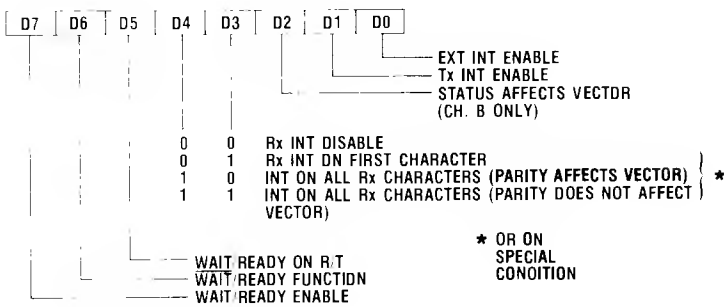 D7 D6 D5 D4 D3 D2 D1 D0
EXT INT ENABLE
Tx INT ENABLE
STATUS AFFECTS VECTOR
(CH. B ONLY)
0 0 Rx INT DISABLE
0 1 Rx INT ON FIRST CHARACTER
1 0 INT ON ALL Rx CHARACTERS (PARITY AFFECTS VECTOR)
1 1 INT ON ALL Rx CHARACTERS (PARITY DOES NOT AFFECT
VECTOR)
*
* OR ON
SPECIAL
CONDITION
WAIT/READY ON R/T
WAIT/READY FUNCTION
WAIT/READY ENABLE